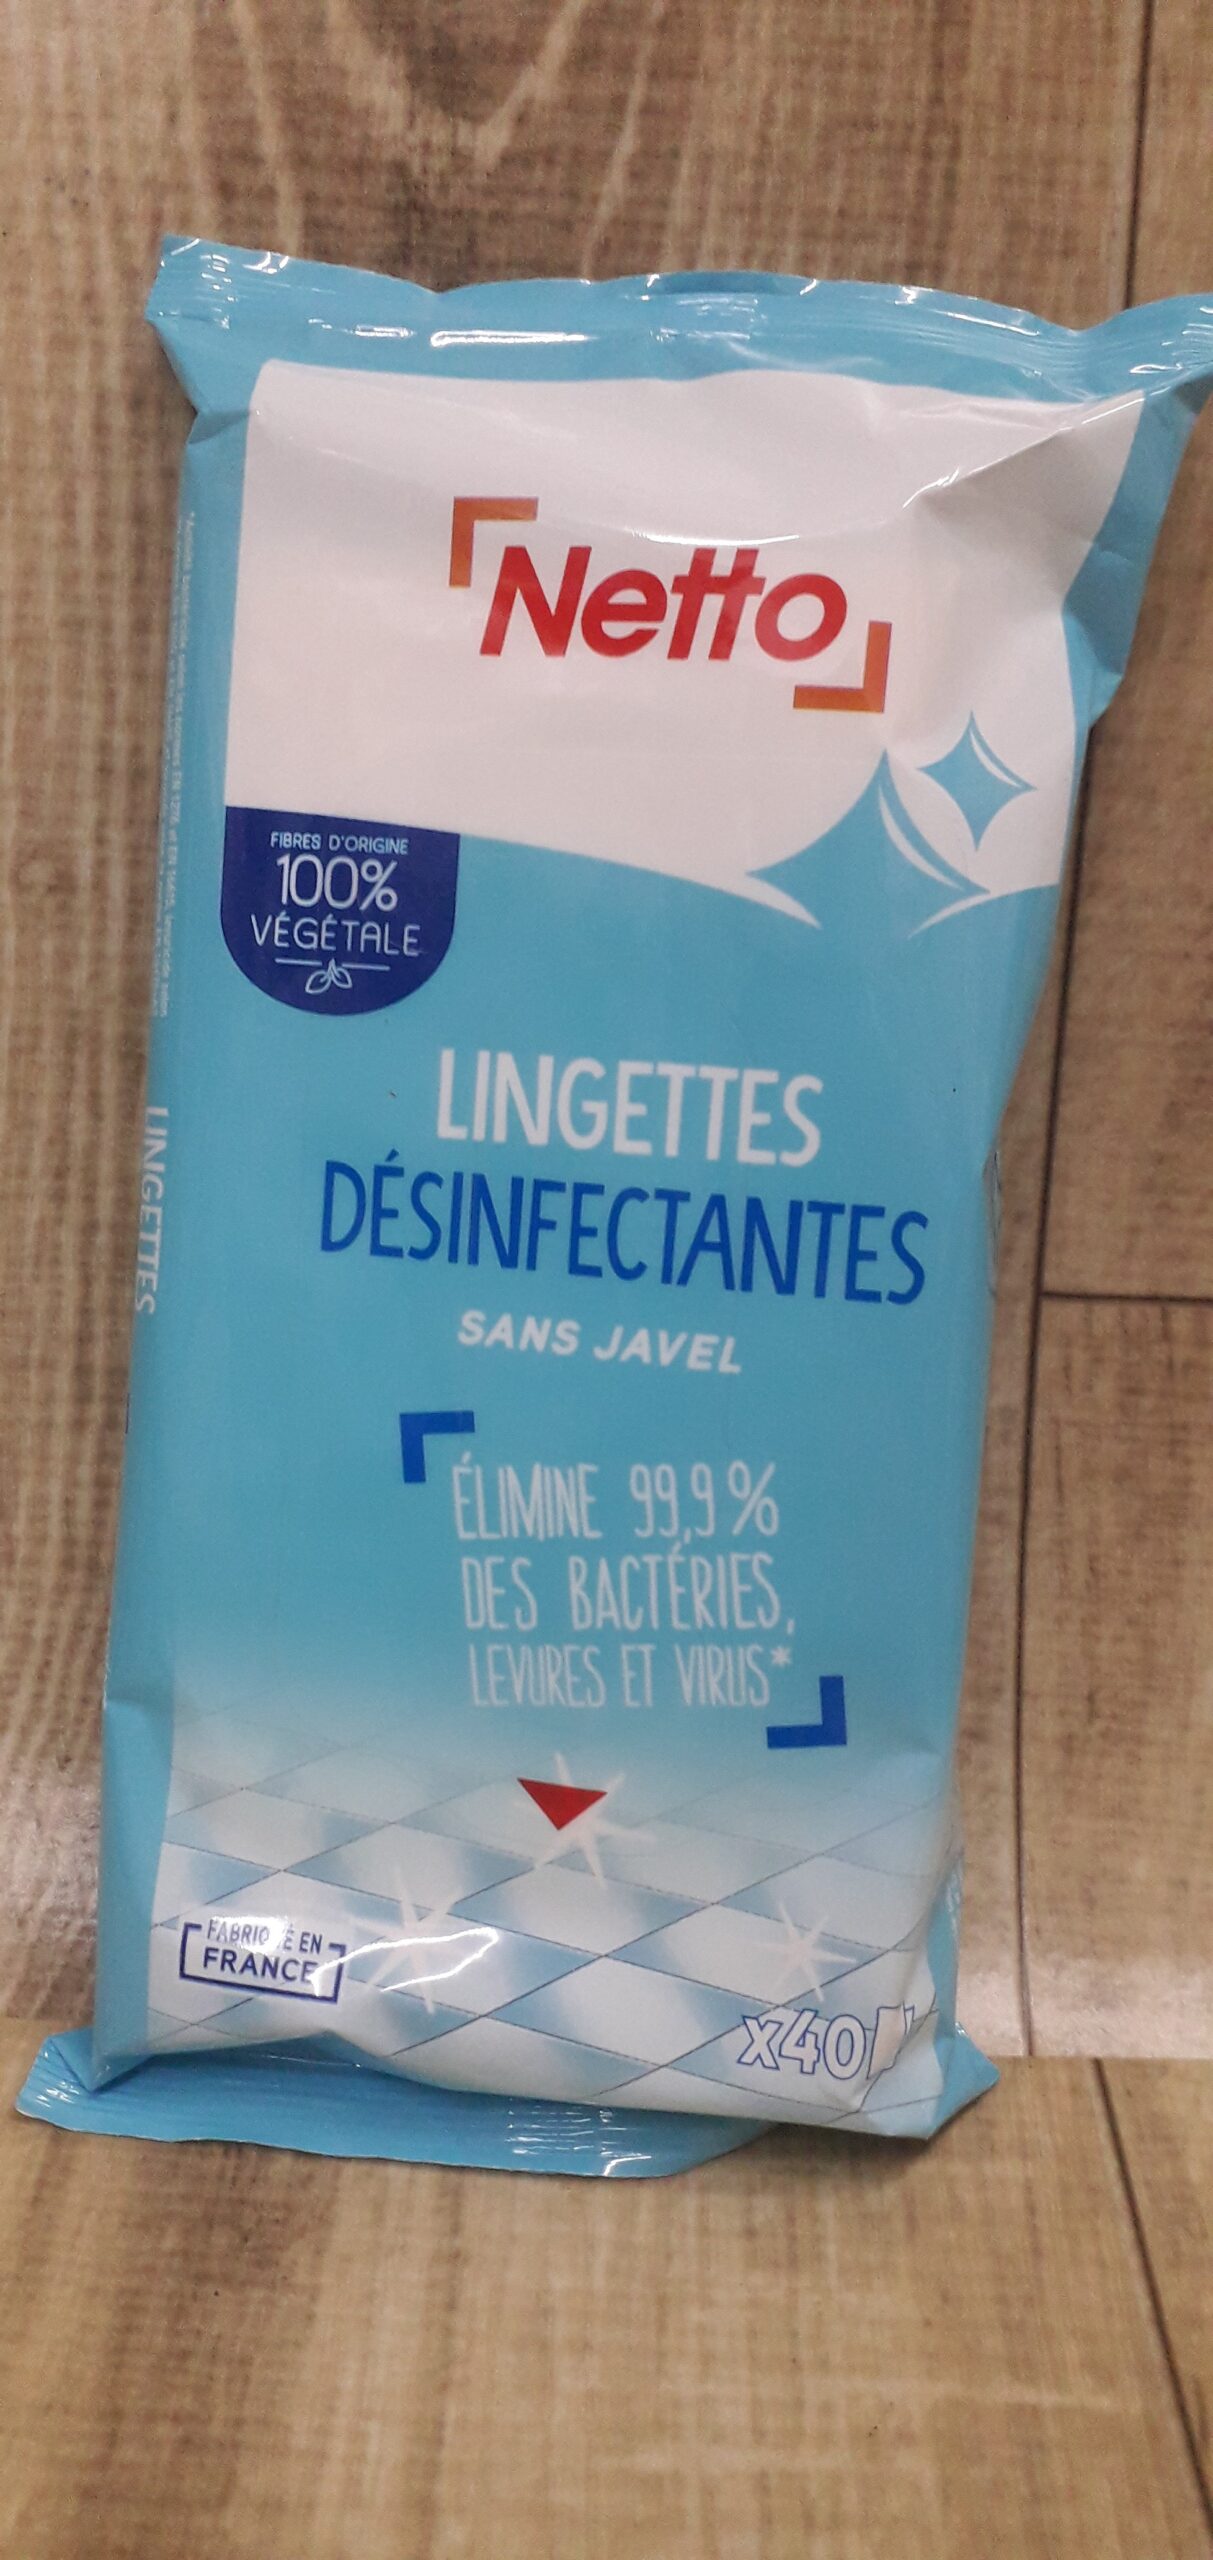 Netto
FIBRES D'ORIGINE
100%
VÉGÉTALE
LINGETTES
DÉSINFECTANTES
SANS JAVEL
ÉLIMINE 99,9%
DES BACTÉRIES,
LEVURES ET VIRUS*
FABRIQUÉ EN
FRANCE
x40
LINGETTES